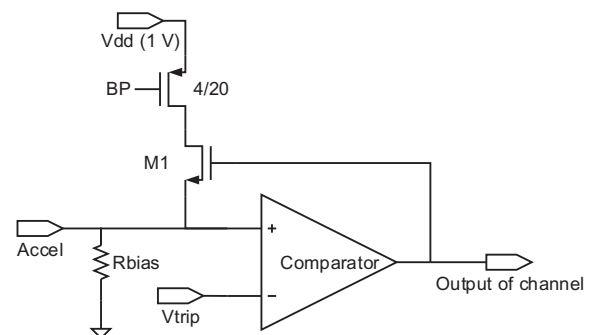 Vdd (1 V)
BP
4/20
M1
Accel
Rbias
+
Comparator
−
Vtrip
Output of channel